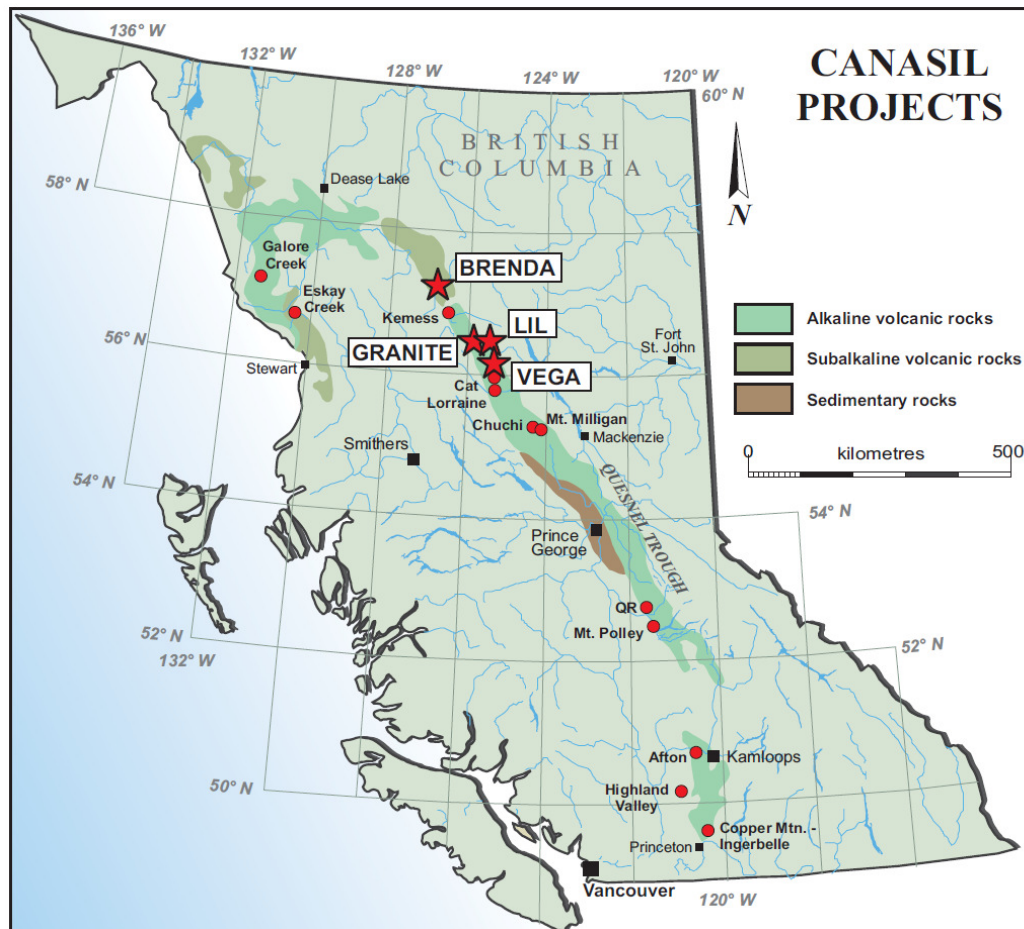 136° W
132° W
128° W
124° W
120° W
60° N
CANASIL
PROJECTS
N
BRITISH
COLUMBIA
58° N
Dease Lake
Galore
Creek
Eskay
Creek
BRENDA
Kemess
LIL
GRANITE
VEGA
Fort
St. John
56° N
Stewart
Cat
Lorraine
Chuchi
Mt. Milligan
Mackenzie
Smithers
Alkaline volcanic rocks
Subalkaline volcanic rocks
Sedimentary rocks
0 kilometres 500
54° N
QUESNEL TROUGH
54° N
Prince
George
QR
Mt. Polley
52° N
132° W
52° N
Afton
Kamloops
Highland
Valley
50° N
Copper Mtn. -
Ingerbelle
Princeton
Vancouver
120° W